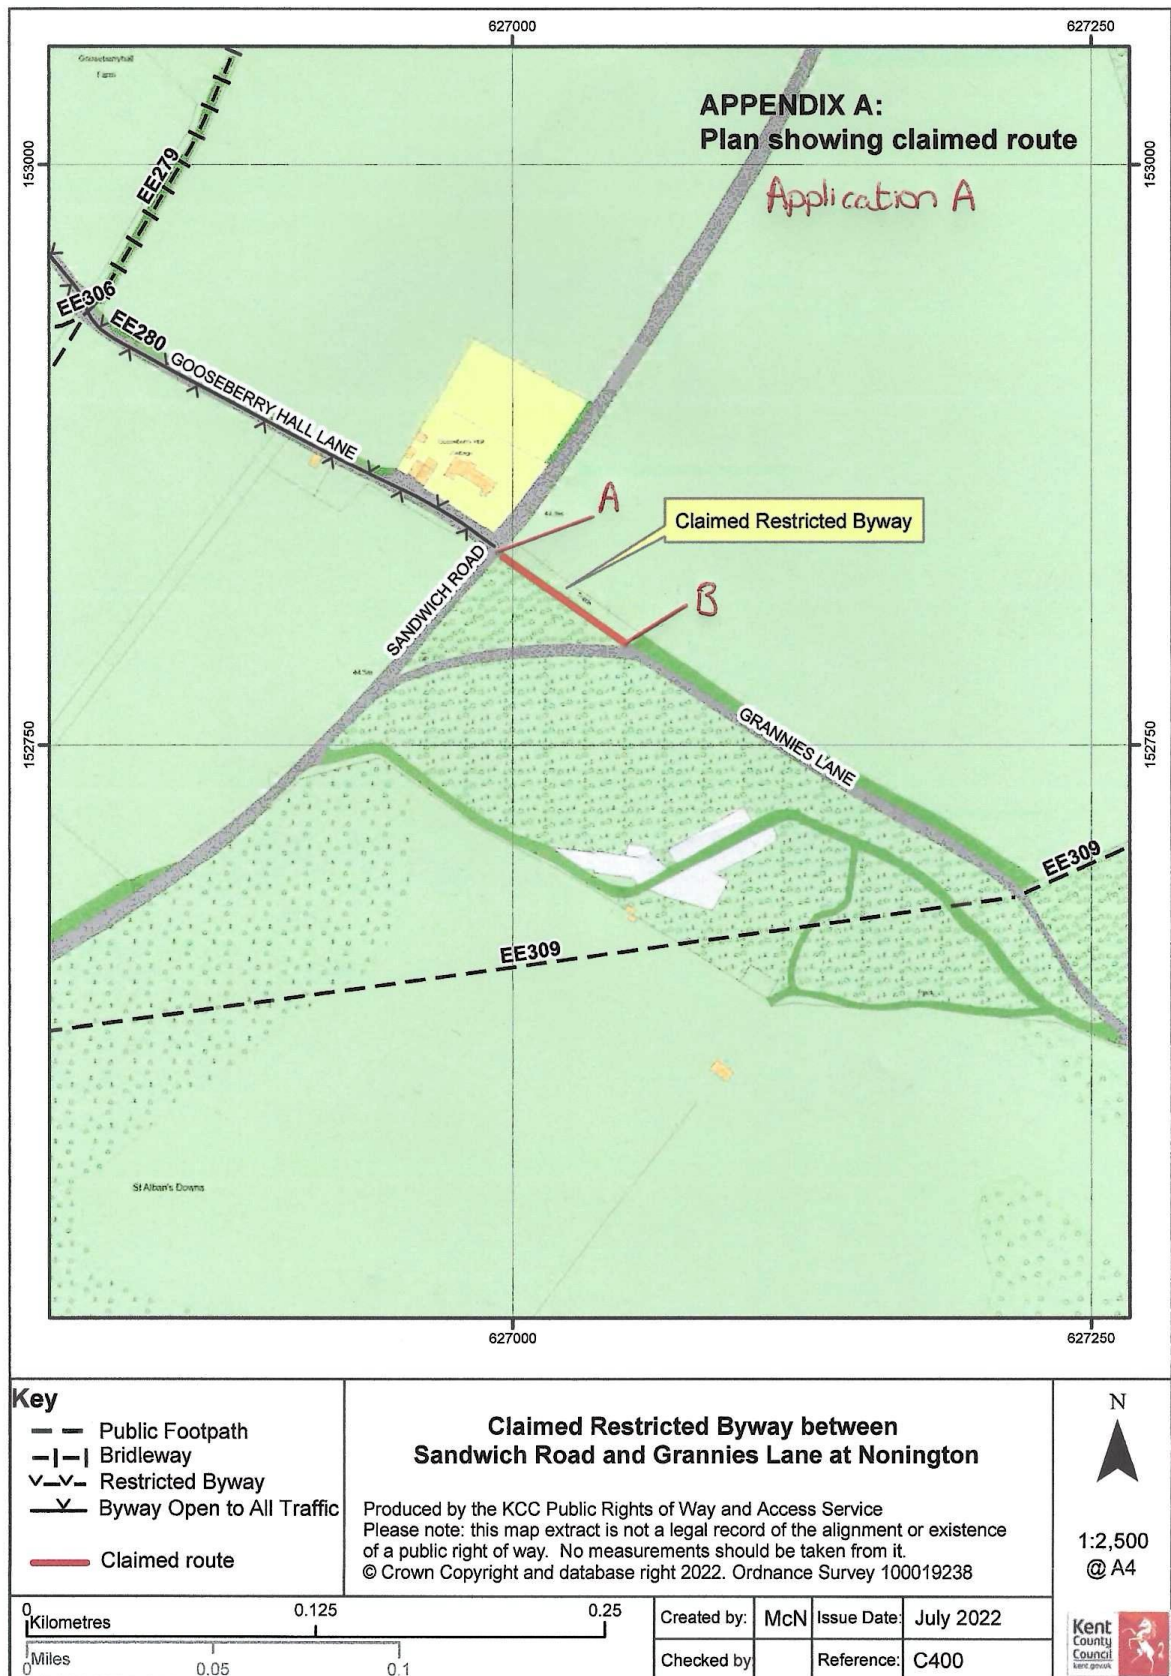 627000
627250
Gooseberryhall
Farm
APPENDIX A:
Plan showing claimed route
Application A
153000
153000
EE279
EE306
EE280
GOOSEBERRY HALL LANE
A
Claimed Restricted Byway
SANDWICH ROAD
B
152750
152750
GRANNIES LANE
EE309
EE309
Track
St Alban's Downs
627000
627250
Key
Public Footpath
Bridleway
Restricted Byway
Byway Open to All Traffic
Claimed route
Claimed Restricted Byway between
Sandwich Road and Grannies Lane at Nonington
Produced by the KCC Public Rights of Way and Access Service
Please note: this map extract is not a legal record of the alignment or existence
of a public right of way. No measurements should be taken from it.
© Crown Copyright and database right 2022. Ordnance Survey 100019238
N
1:2,500
@ A4
0 0.125 0.25
Kilometres
Miles
0 0.05 0.1
Created by: McN Issue Date: July 2022
Checked by Reference: C400
Kent
County
Council
kent.gov.uk